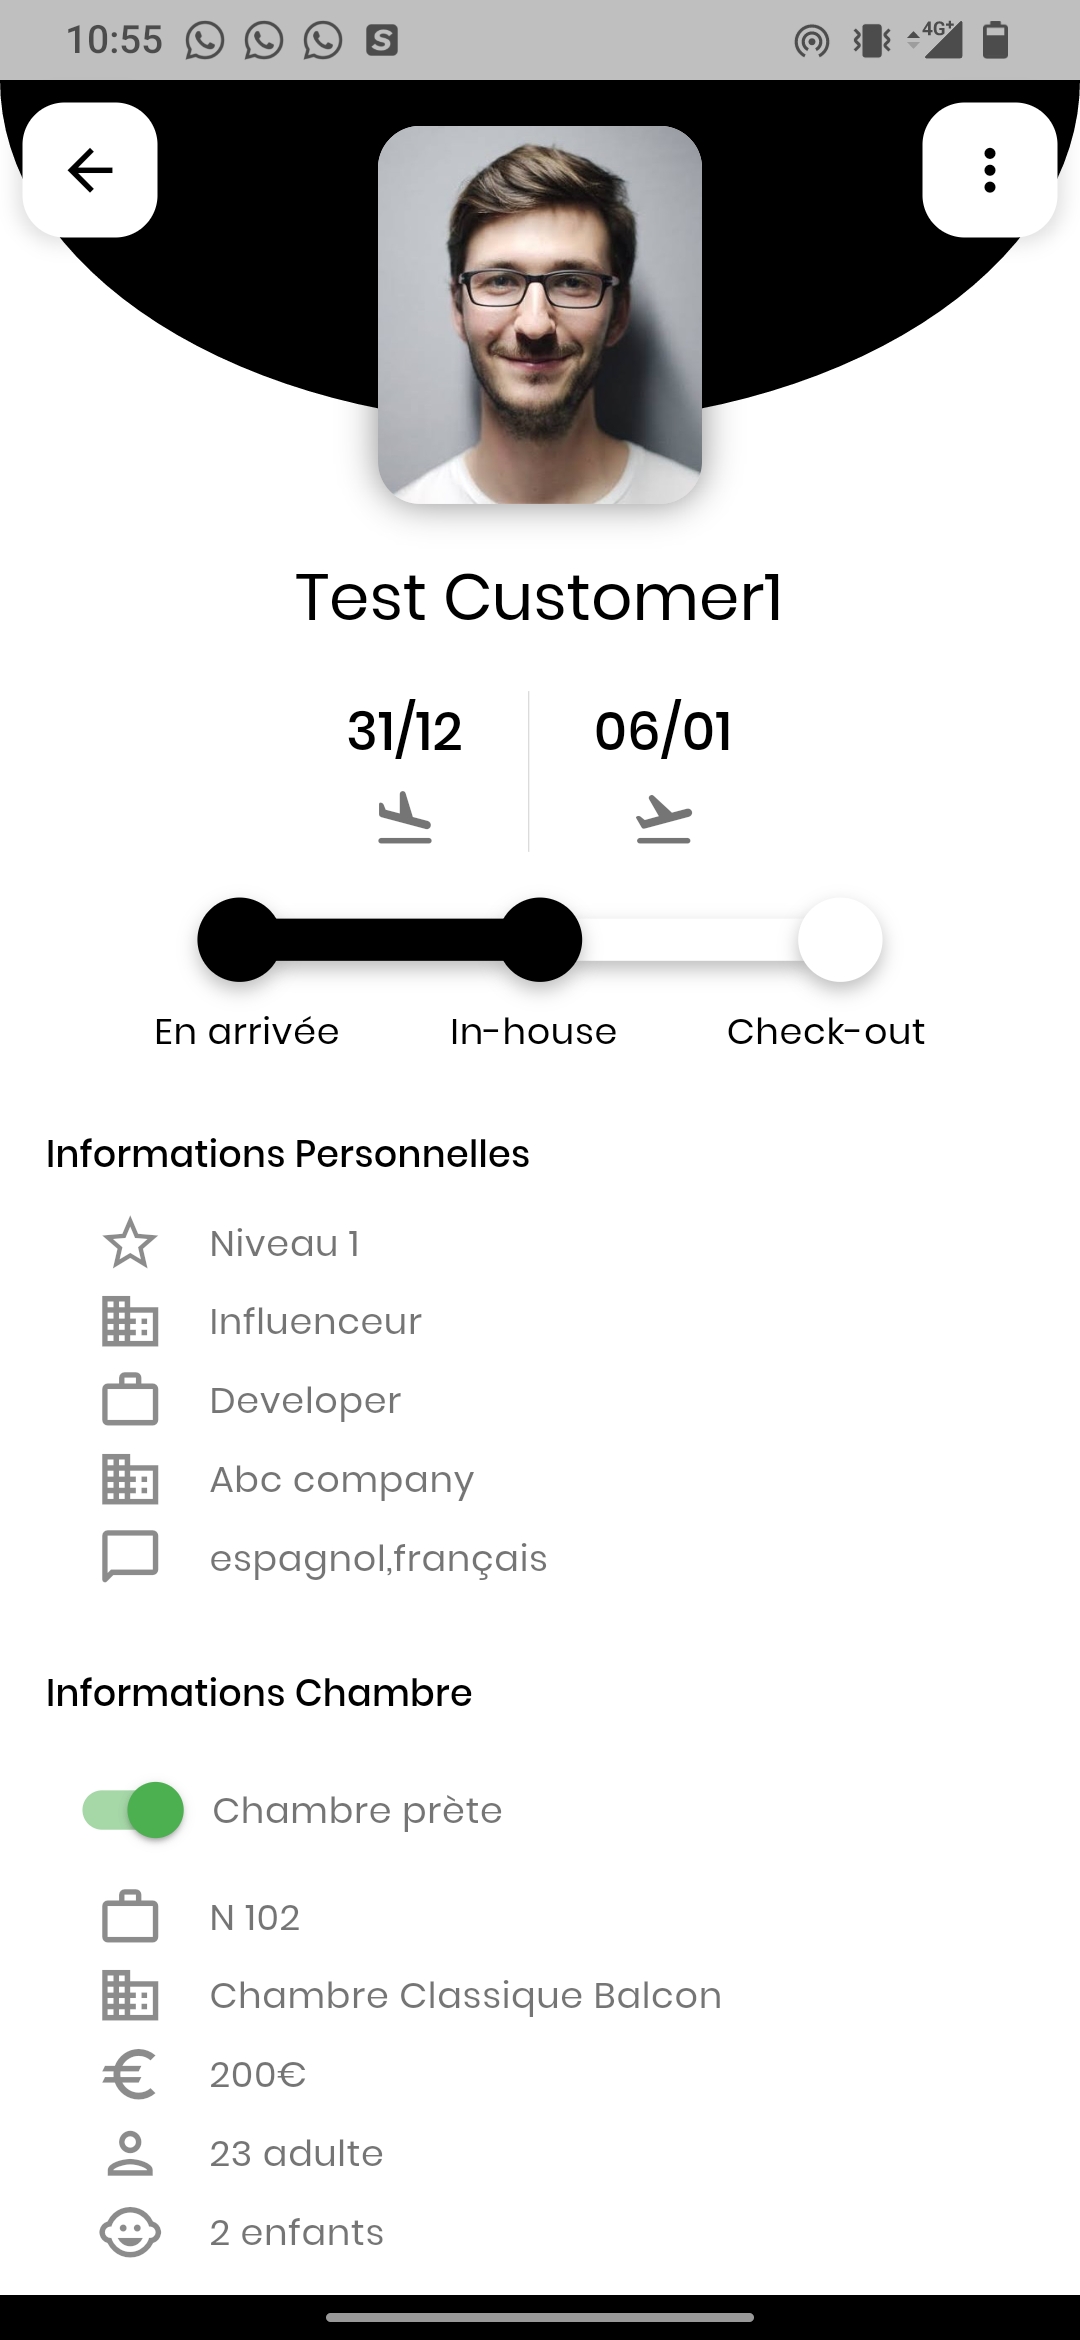 10:55
S
4G+
Test Customer1
31/12
06/01
En arrivée
In-house
Check-out
Informations Personnelles
Niveau 1
Influenceur
Developer
Abc company
espagnol,français
Informations Chambre
Chambre prète
N 102
Chambre Classique Balcon
€
200€
23 adulte
2 enfants